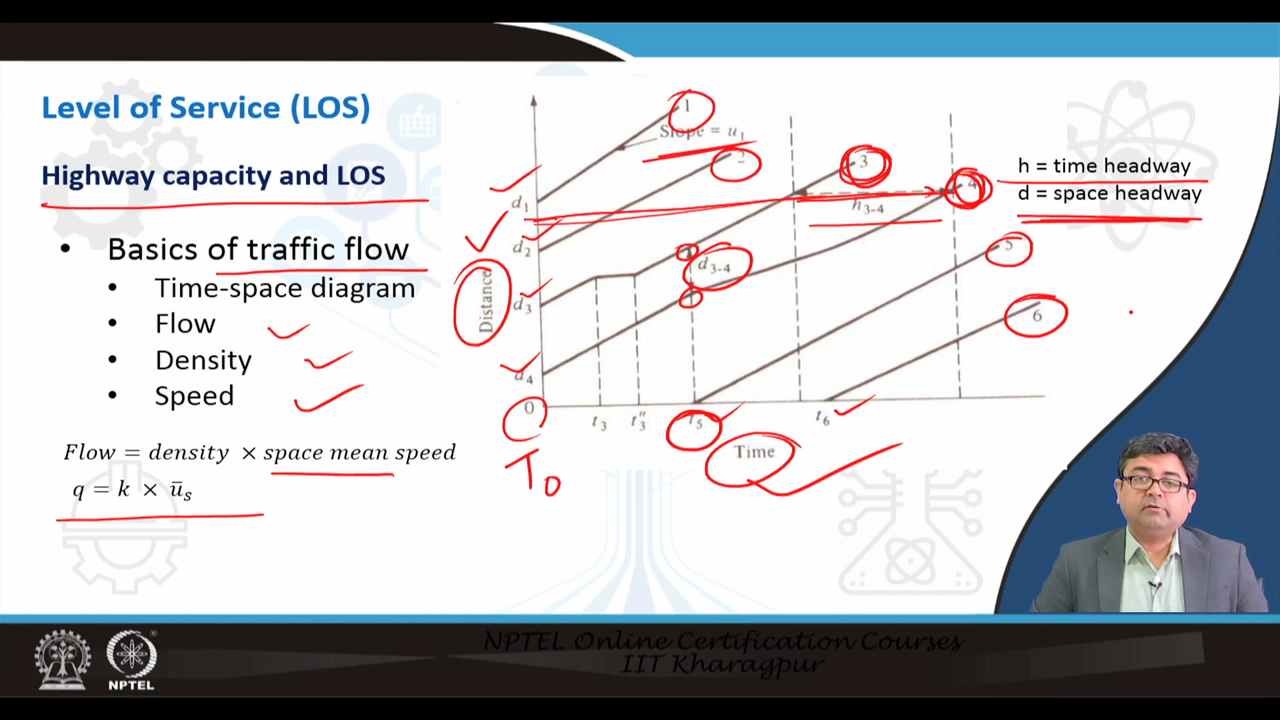 Level of Service (LOS)
Highway capacity and LOS
• Basics of traffic flow
• Time-space diagram
• Flow
• Density
• Speed
Flow = density × space mean speed
q = k × ū_s
1
Slope = u₁
2
3
4
h₃₋₄
d₁
d₂
d₃₋₄
5
d₃
Distance
6
d₄
0
t₃
t₃″
t₅
t₆
Time
T₀
h = time headway
d = space headway
NPTEL
NPTEL Online Certification Courses
IIT Kharagpur